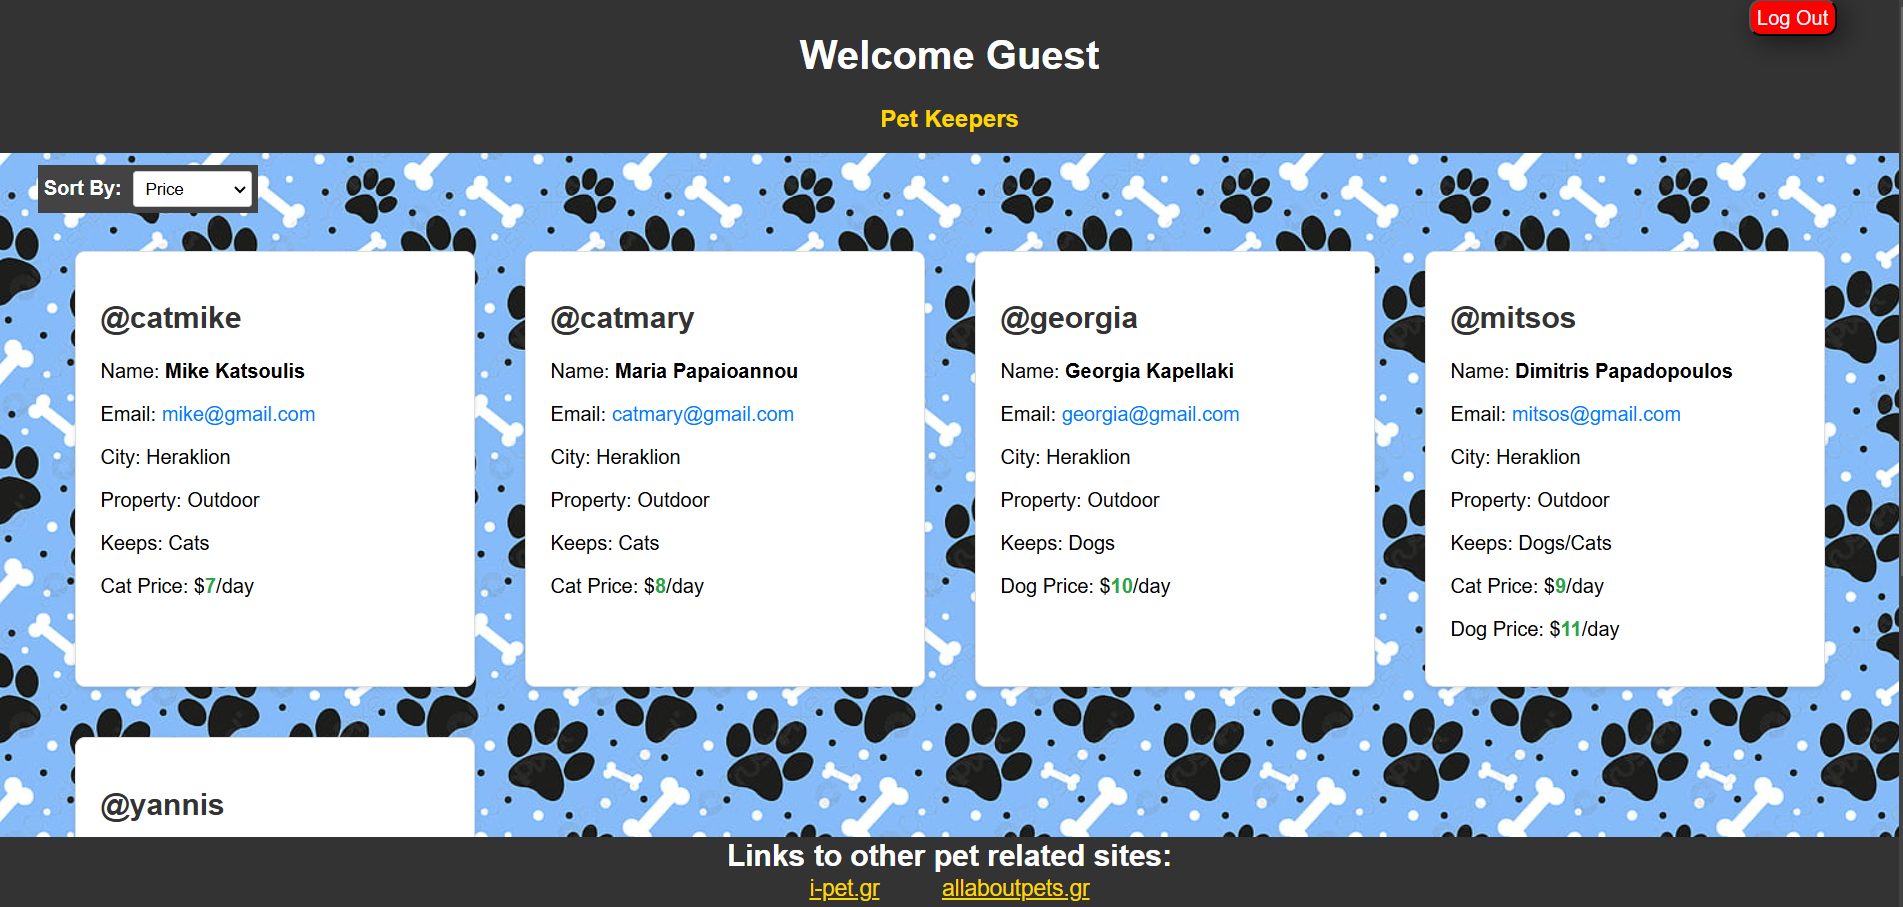 Log Out
Welcome Guest
Pet Keepers
Sort By: Price
@catmike
Name: Mike Katsoulis
Email: mike@gmail.com
City: Heraklion
Property: Outdoor
Keeps: Cats
Cat Price: $7/day
@catmary
Name: Maria Papaioannou
Email: catmary@gmail.com
City: Heraklion
Property: Outdoor
Keeps: Cats
Cat Price: $8/day
@georgia
Name: Georgia Kapellaki
Email: georgia@gmail.com
City: Heraklion
Property: Outdoor
Keeps: Dogs
Dog Price: $10/day
@mitsos
Name: Dimitris Papadopoulos
Email: mitsos@gmail.com
City: Heraklion
Property: Outdoor
Keeps: Dogs/Cats
Cat Price: $9/day
Dog Price: $11/day
@yannis
Links to other pet related sites:
i-pet.gr allaboutpets.gr